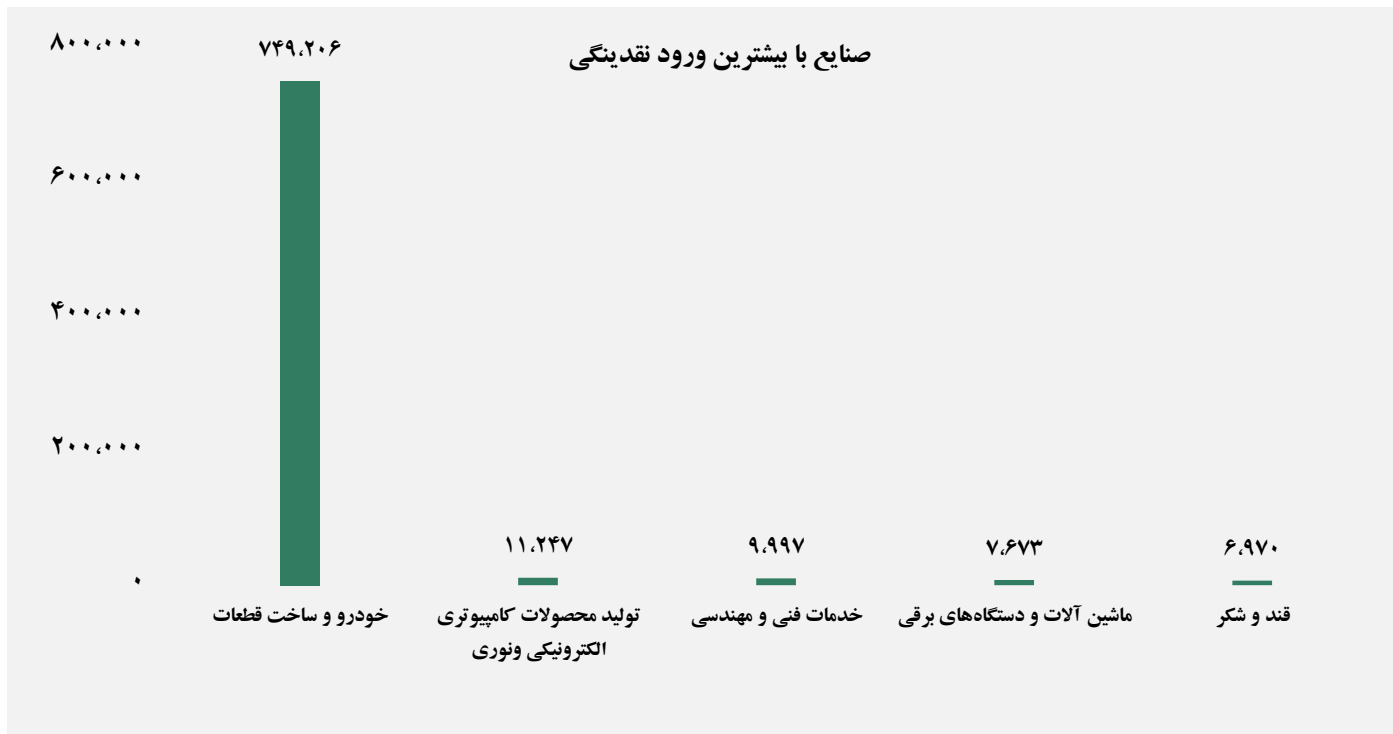 صنایع با بیشترین ورود نقدینگی
۸۰۰،۰۰۰
۶۰۰،۰۰۰
۴۰۰،۰۰۰
۲۰۰،۰۰۰
۰
۷۴۹،۲۰۶
۱۱،۲۴۷
۹،۹۹۷
۷،۶۷۳
۶،۹۷۰
خودرو و ساخت قطعات
تولید محصولات کامپیوتری
الکترونیکی ونوری
خدمات فنی و مهندسی
ماشین آلات و دستگاه‌های برقی
قند و شکر